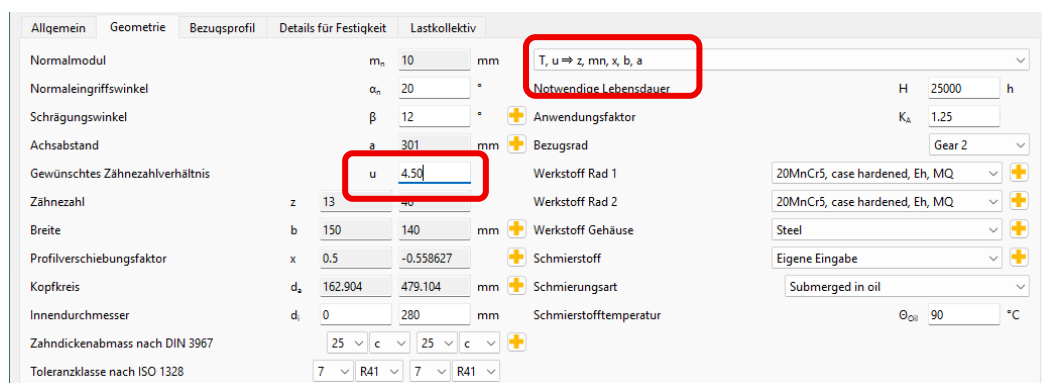 Allgemein Geometrie Bezugsprofil Details für Festigkeit Lastkollektiv
Normalmodul mₙ 10 mm T, u ⇒ z, mn, x, b, a
Normaleingriffswinkel αₙ 20 ° Notwendige Lebensdauer H 25000 h
Schrägungswinkel β 12 ° Anwendungsfaktor K_A 1.25
Achsabstand a 301 mm Bezugsrad Gear 2
Gewünschtes Zähnezahlverhältnis u 4.50 Werkstoff Rad 1 20MnCr5, case hardened, Eh, MQ
Zähnezahl z 13 46 Werkstoff Rad 2 20MnCr5, case hardened, Eh, MQ
Breite b 150 140 mm Werkstoff Gehäuse Steel
Profilverschiebungsfaktor x 0.5 -0.558627 Schmierstoff Eigene Eingabe
Kopfkreis dₐ 162.904 479.104 mm Schmierungsart Submerged in oil
Innendurchmesser dᵢ 0 280 mm Schmierstofftemperatur Θ_Oil 90 °C
Zahndickenabmass nach DIN 3967 25 c 25 c
Toleranzklasse nach ISO 1328 7 R41 7 R41